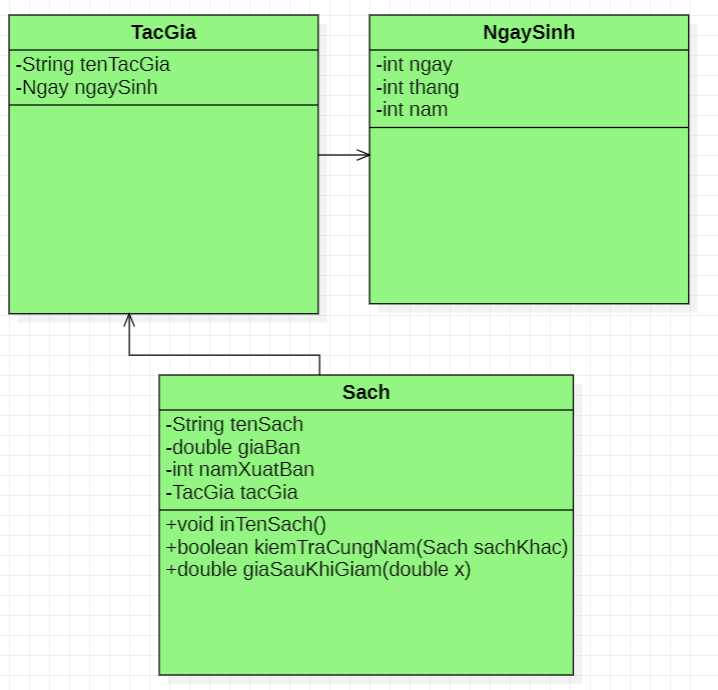 TacGia
-String tenTacGia
-Ngay ngaySinh
NgaySinh
-int ngay
-int thang
-int nam
Sach
-String tenSach
-double giaBan
-int namXuatBan
-TacGia tacGia
+void inTenSach()
+boolean kiemTraCungNam(Sach sachKhac)
+double giaSauKhiGiam(double x)